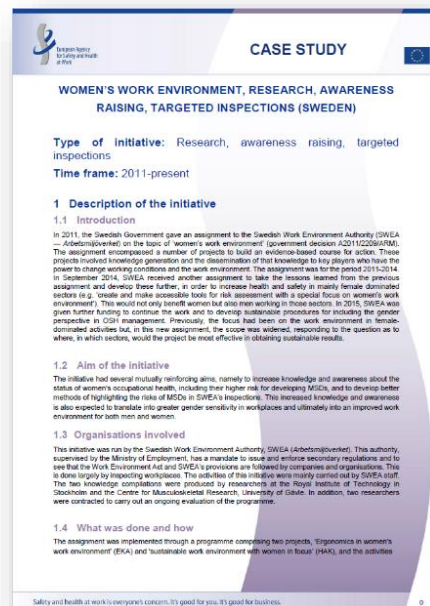 European Agency
for Safety and Health
at Work
CASE STUDY
WOMEN'S WORK ENVIRONMENT, RESEARCH, AWARENESS
RAISING, TARGETED INSPECTIONS (SWEDEN)
Type of initiative: Research, awareness raising, targeted
inspections
Time frame: 2011-present
1 Description of the initiative
1.1 Introduction
In 2011, the Swedish Government gave an assignment to the Swedish Work Environment Authority (SWEA
— Arbetsmiljöverket) on the topic of 'women's work environment' (government decision A2011/2209/ARM).
The assignment encompassed a number of projects to build an evidence-based course for action. These
projects involved knowledge generation and the dissemination of that knowledge to key players who have the
power to change working conditions and the work environment. The assignment was for the period 2011-2014.
In September 2014, SWEA received another assignment to take the lessons learned from the previous
assignment and develop these further, in order to increase health and safety in mainly female dominated
sectors (e.g. 'create and make accessible tools for risk assessment with a special focus on women's work
environment'). This would not only benefit women but also men working in those sectors. In 2015, SWEA was
given further funding to continue the work and to develop sustainable procedures for including the gender
perspective in OSH management. Previously, the focus had been on the work environment in female-
dominated activities but, in this new assignment, the scope was widened, responding to the question as to
where, in which sectors, would the project be most effective in obtaining sustainable results.
1.2 Aim of the initiative
The initiative had several mutually reinforcing aims, namely to increase knowledge and awareness about the
status of women's occupational health, including their higher risk for developing MSDs, and to develop better
methods of highlighting the risks of MSDs in SWEA's inspections. This increased knowledge and awareness
is also expected to translate into greater gender sensitivity in workplaces and ultimately into an improved work
environment for both men and women.
1.3 Organisations involved
This initiative was run by the Swedish Work Environment Authority, SWEA (Arbetsmiljöverket). This authority,
supervised by the Ministry of Employment, has a mandate to issue and enforce secondary regulations and to
see that the Work Environment Act and SWEA's provisions are followed by companies and organisations. This
is done largely by inspecting workplaces. The activities of this initiative were mainly carried out by SWEA staff.
The two knowledge compilations were produced by researchers at the Royal Institute of Technology in
Stockholm and the Centre for Musculoskeletal Research, University of Gävle. In addition, two researchers
were contracted to carry out an ongoing evaluation of the programme.
1.4 What was done and how
The assignment was implemented through a programme comprising two projects, 'Ergonomics in women's
work environment' (EKA) and 'sustainable work environment with women in focus' (HAK), and the activities
Safety and health at work is everyone's concern. It's good for you. It's good for business.